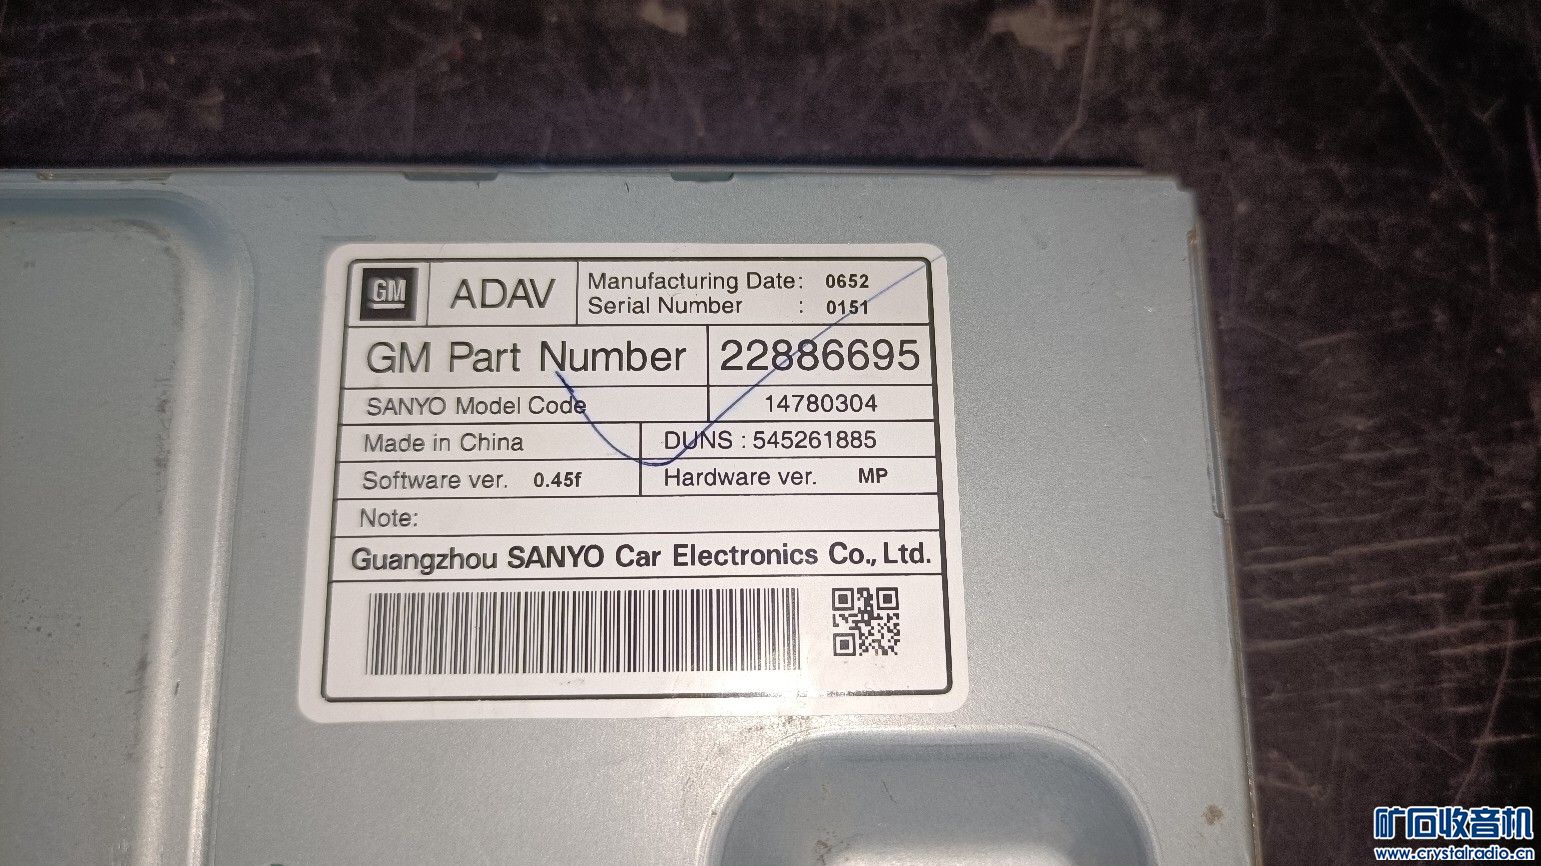 GM
ADAV
Manufacturing Date: 0652
Serial Number : 0151
GM Part Number 22886695
SANYO Model Code 14780304
Made in China DUNS : 545261885
Software ver. 0.45f Hardware ver. MP
Note:
Guangzhou SANYO Car Electronics Co., Ltd.
矿石收音机
www.crystalradio.cn